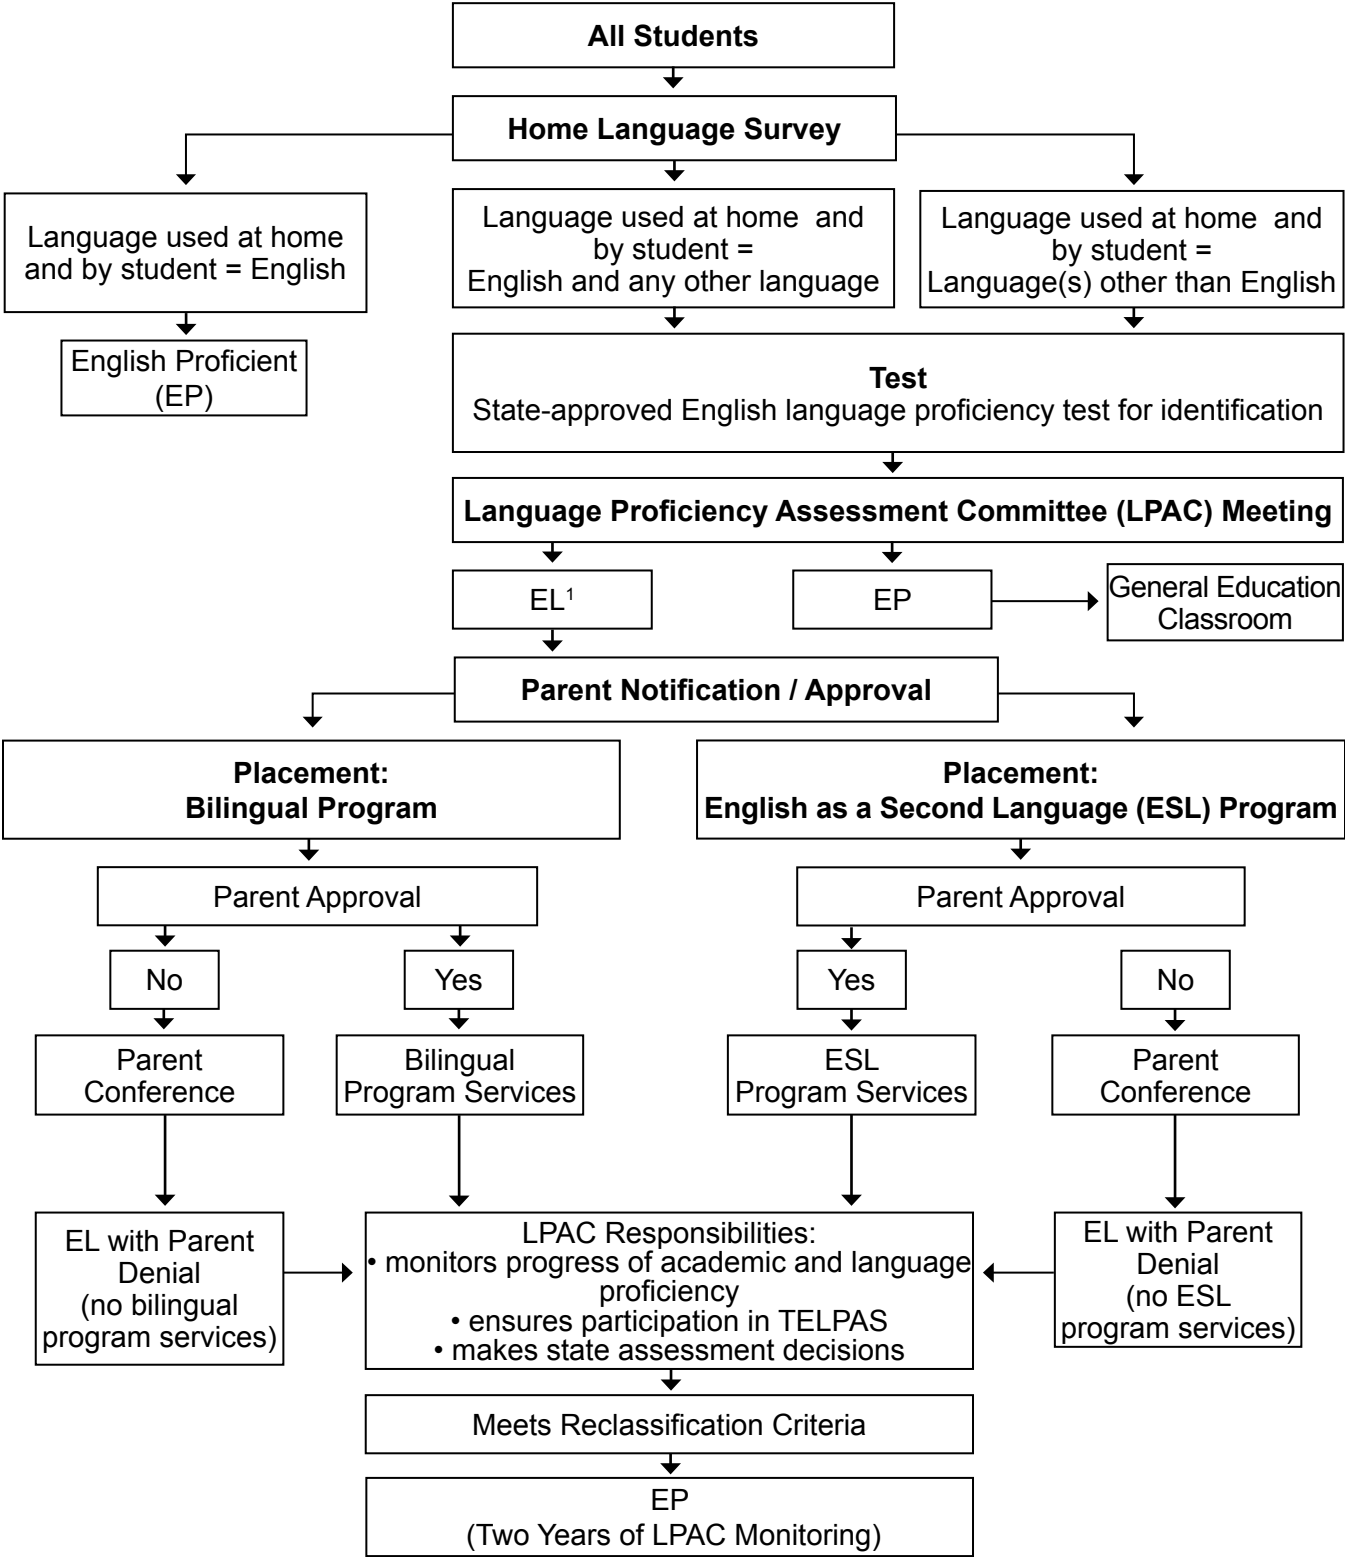 All Students
Home Language Survey
Language used at home
and by student = English
Language used at home and
by student =
English and any other language
Language used at home and
by student =
Language(s) other than English
English Proficient
(EP)
Test
State-approved English language proficiency test for identification
Language Proficiency Assessment Committee (LPAC) Meeting
EL¹
EP
General Education
Classroom
Parent Notification / Approval
Placement:
Bilingual Program
Placement:
English as a Second Language (ESL) Program
Parent Approval
Parent Approval
No
Yes
Yes
No
Parent
Conference
Bilingual
Program Services
ESL
Program Services
Parent
Conference
EL with Parent
Denial
(no bilingual
program services)
LPAC Responsibilities:
• monitors progress of academic and language
proficiency
• ensures participation in TELPAS
• makes state assessment decisions
EL with Parent
Denial
(no ESL
program services)
Meets Reclassification Criteria
EP
(Two Years of LPAC Monitoring)